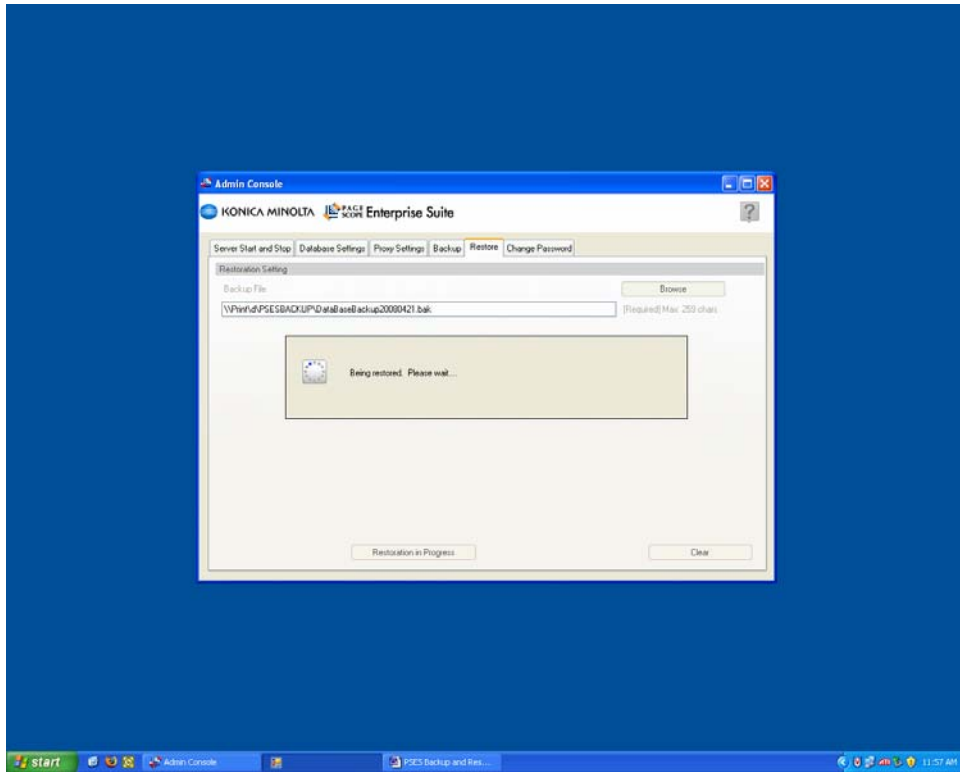 Admin Console
KONICA MINOLTA PAGE SCOPE Enterprise Suite
?
Server Start and Stop Database Settings Proxy Settings Backup Restore Change Password
Restoration Setting
Backup File
Browse
\\Print\d\PSESBACKUP\DataBaseBackup20080421.bak
[Required] Max: 259 chars
Being restored. Please wait...
Restoration in Progress
Clear
start Admin Console PSES Backup and Res... 11:57 AM